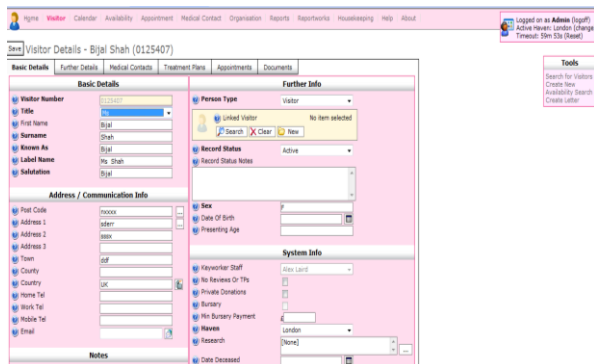 Home Visitor Calendar Availability Appointment Medical Contact Organisation Reports Reportworks Housekeeping Help About
Logged on as Admin (logoff)
Active Haven: London (change)
Timeout: 59m 53s (Reset)
Save Visitor Details - Bijal Shah (0125407)
Tools
Search for Visitors
Create New
Availability Search
Create Letter
Basic Details Further Details Medical Contacts Treatment Plans Appointments Documents
Basic Details
Visitor Number 0125407
Title Ms
First Name Bijal
Surname Shah
Known As Bijal
Label Name Ms Shah
Salutation Bijal
Address / Communication Info
Post Code
Address 1 sderr
Address 2 sssx
Address 3
Town ddf
County
Country UK
Home Tel
Work Tel
Mobile Tel
Email
Notes
Further Info
Person Type Visitor
Linked Visitor No item selected
Search Clear New
Record Status Active
Record Status Notes
Sex F
Date Of Birth
Presenting Age
System Info
Keyworker Staff Alex Laird
No Reviews Or TPs
Private Donations
Bursary
Min Bursary Payment £
Haven London
Research [None]
Date Deceased